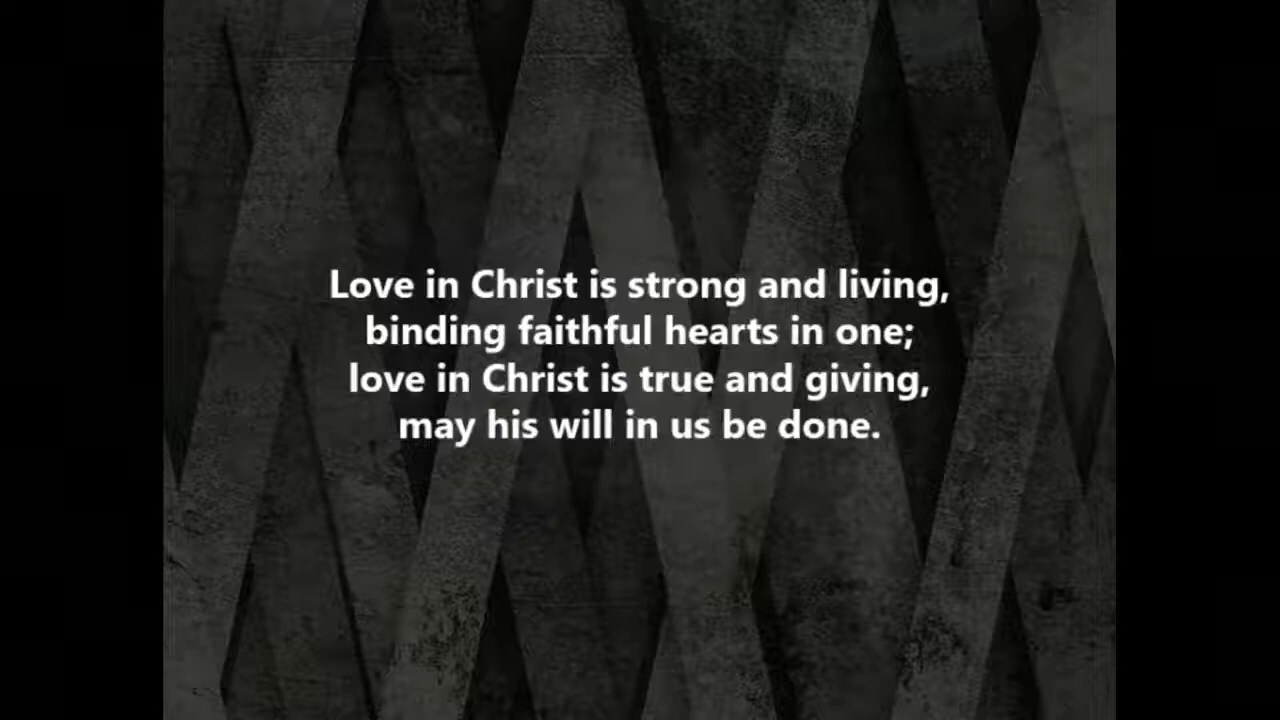 Love in Christ is strong and living,
binding faithful hearts in one;
love in Christ is true and giving,
may his will in us be done.